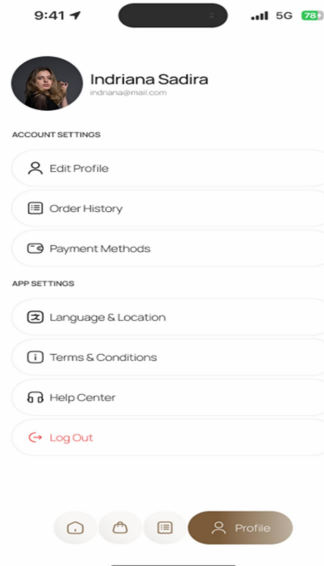 9:41 5G 78
Indriana Sadira
indriana@mail.com
ACCOUNT SETTINGS
Edit Profile
Order History
Payment Methods
APP SETTINGS
Language & Location
Terms & Conditions
Help Center
Log Out
Profile